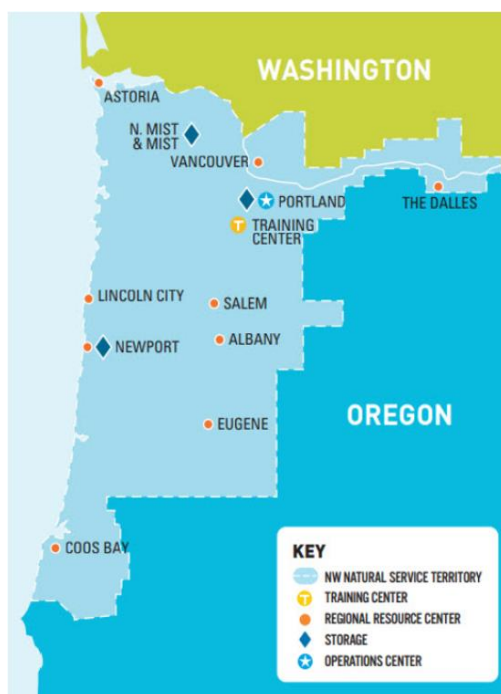 WASHINGTON
ASTORIA
N. MIST
& MIST
VANCOUVER
PORTLAND
THE DALLES
T TRAINING
CENTER
LINCOLN CITY
SALEM
NEWPORT
ALBANY
OREGON
EUGENE
COOS BAY
KEY
NW NATURAL SERVICE TERRITORY
T TRAINING CENTER
REGIONAL RESOURCE CENTER
STORAGE
OPERATIONS CENTER